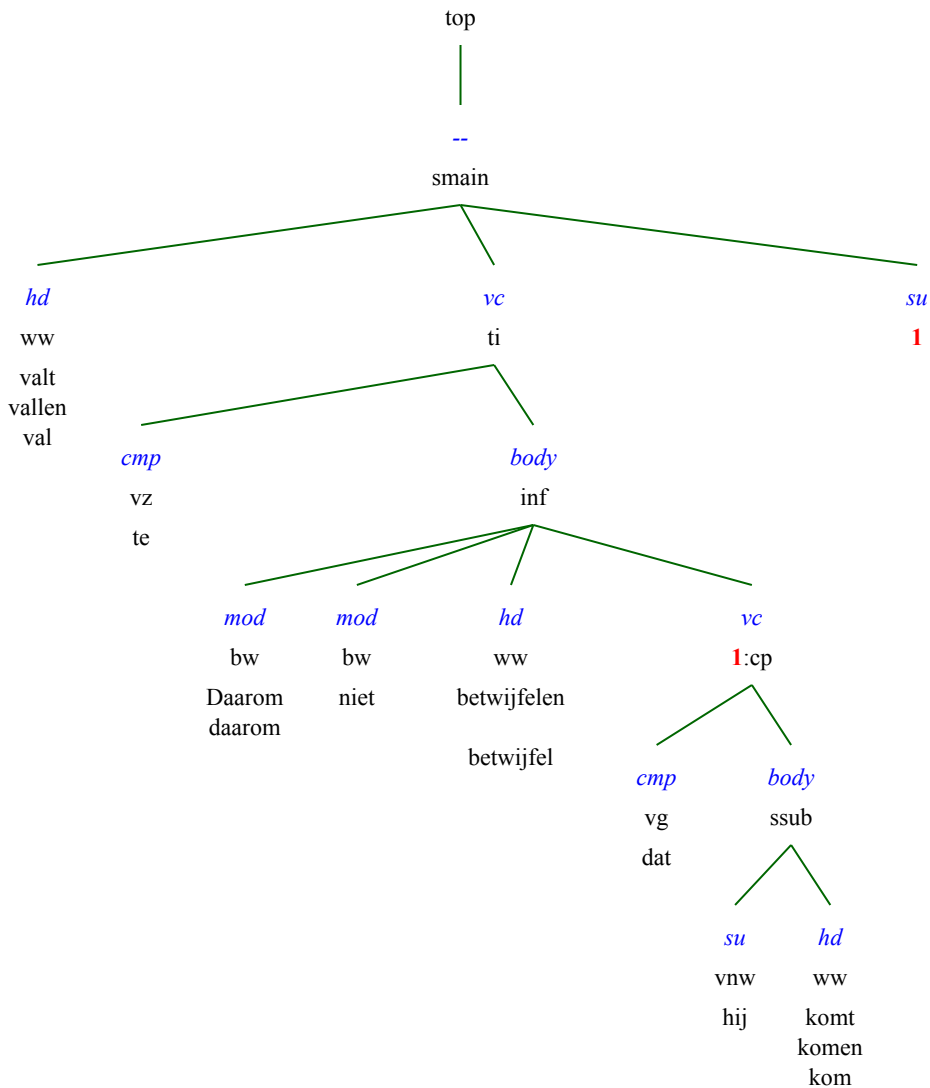 top
--
smain
hd vc su
ww ti 1
valt
vallen
val
cmp body
vz inf
te
mod mod hd vc
bw bw ww 1:cp
Daarom niet betwijfelen
daarom
betwijfel
cmp body
vg ssub
dat
su hd
vnw ww
hij komt
komen
kom